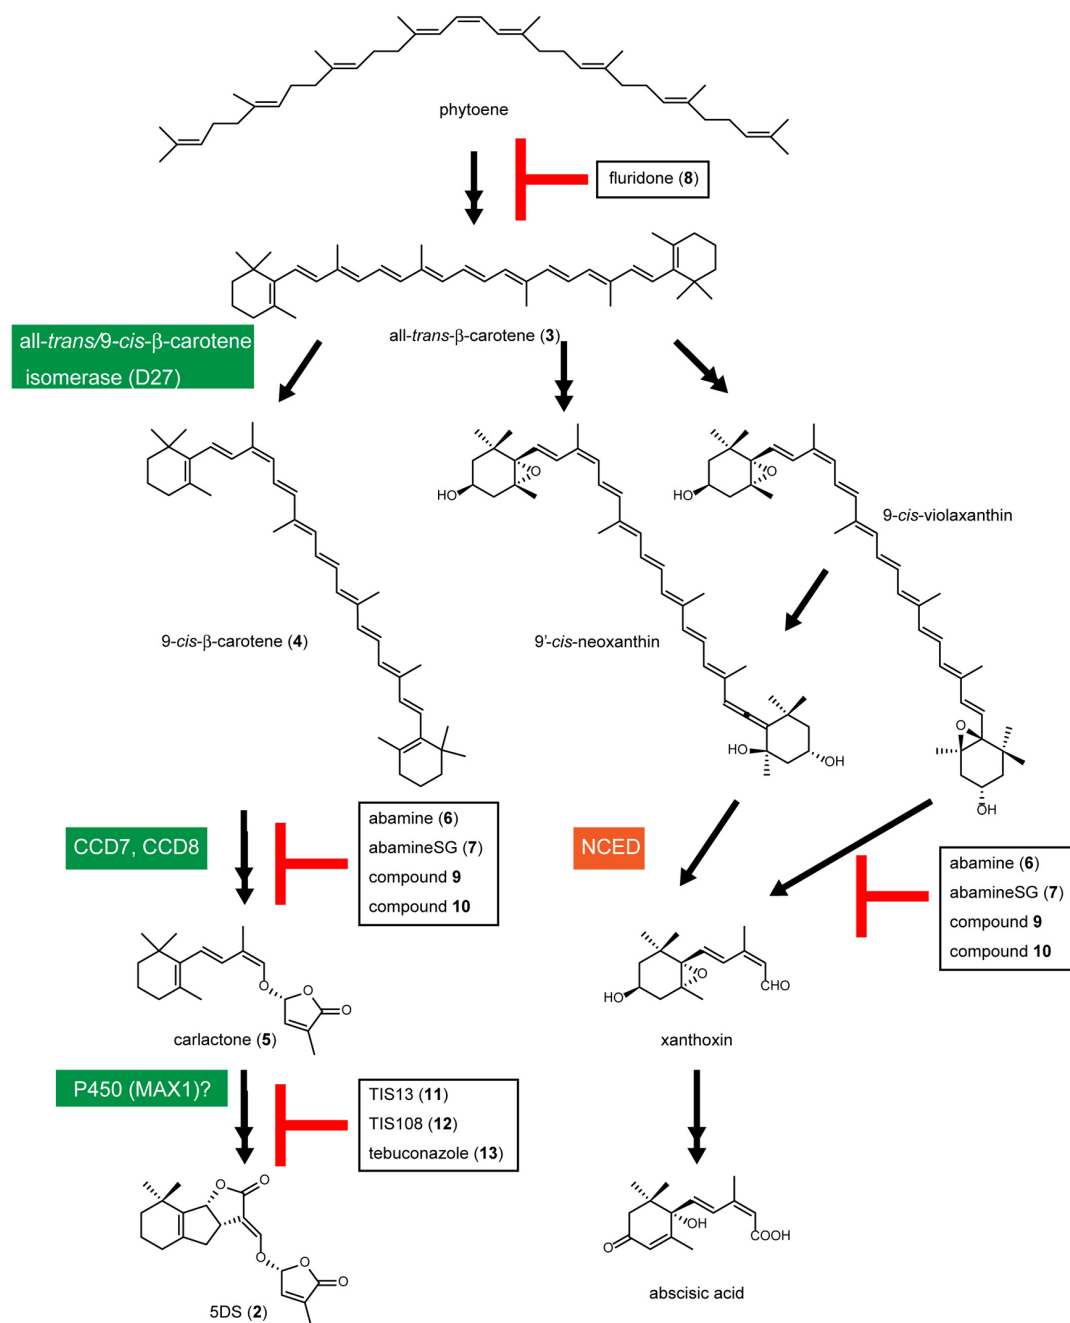 phytoene
fluridone (8)
all-trans-β-carotene (3)
all-trans/9-cis-β-carotene
isomerase (D27)
HO
O
HO
O
9-cis-violaxanthin
9-cis-β-carotene (4)
9'-cis-neoxanthin
HO
OH
O
OH
CCD7, CCD8
abamine (6)
abamineSG (7)
compound 9
compound 10
NCED
abamine (6)
abamineSG (7)
compound 9
compound 10
O
O
O
carlactone (5)
HO
O
CHO
xanthoxin
P450 (MAX1)?
TIS13 (11)
TIS108 (12)
tebuconazole (13)
O
O
O
O
O
5DS (2)
O
OH
COOH
abscisic acid